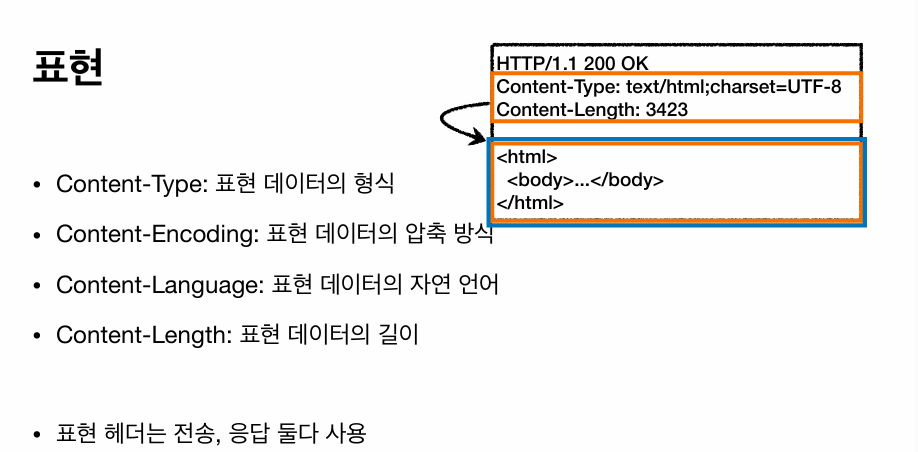 표현
HTTP/1.1 200 OK
Content-Type: text/html;charset=UTF-8
Content-Length: 3423
<html>
<body>...</body>
</html>
• Content-Type: 표현 데이터의 형식
• Content-Encoding: 표현 데이터의 압축 방식
• Content-Language: 표현 데이터의 자연 언어
• Content-Length: 표현 데이터의 길이
• 표현 헤더는 전송, 응답 둘다 사용